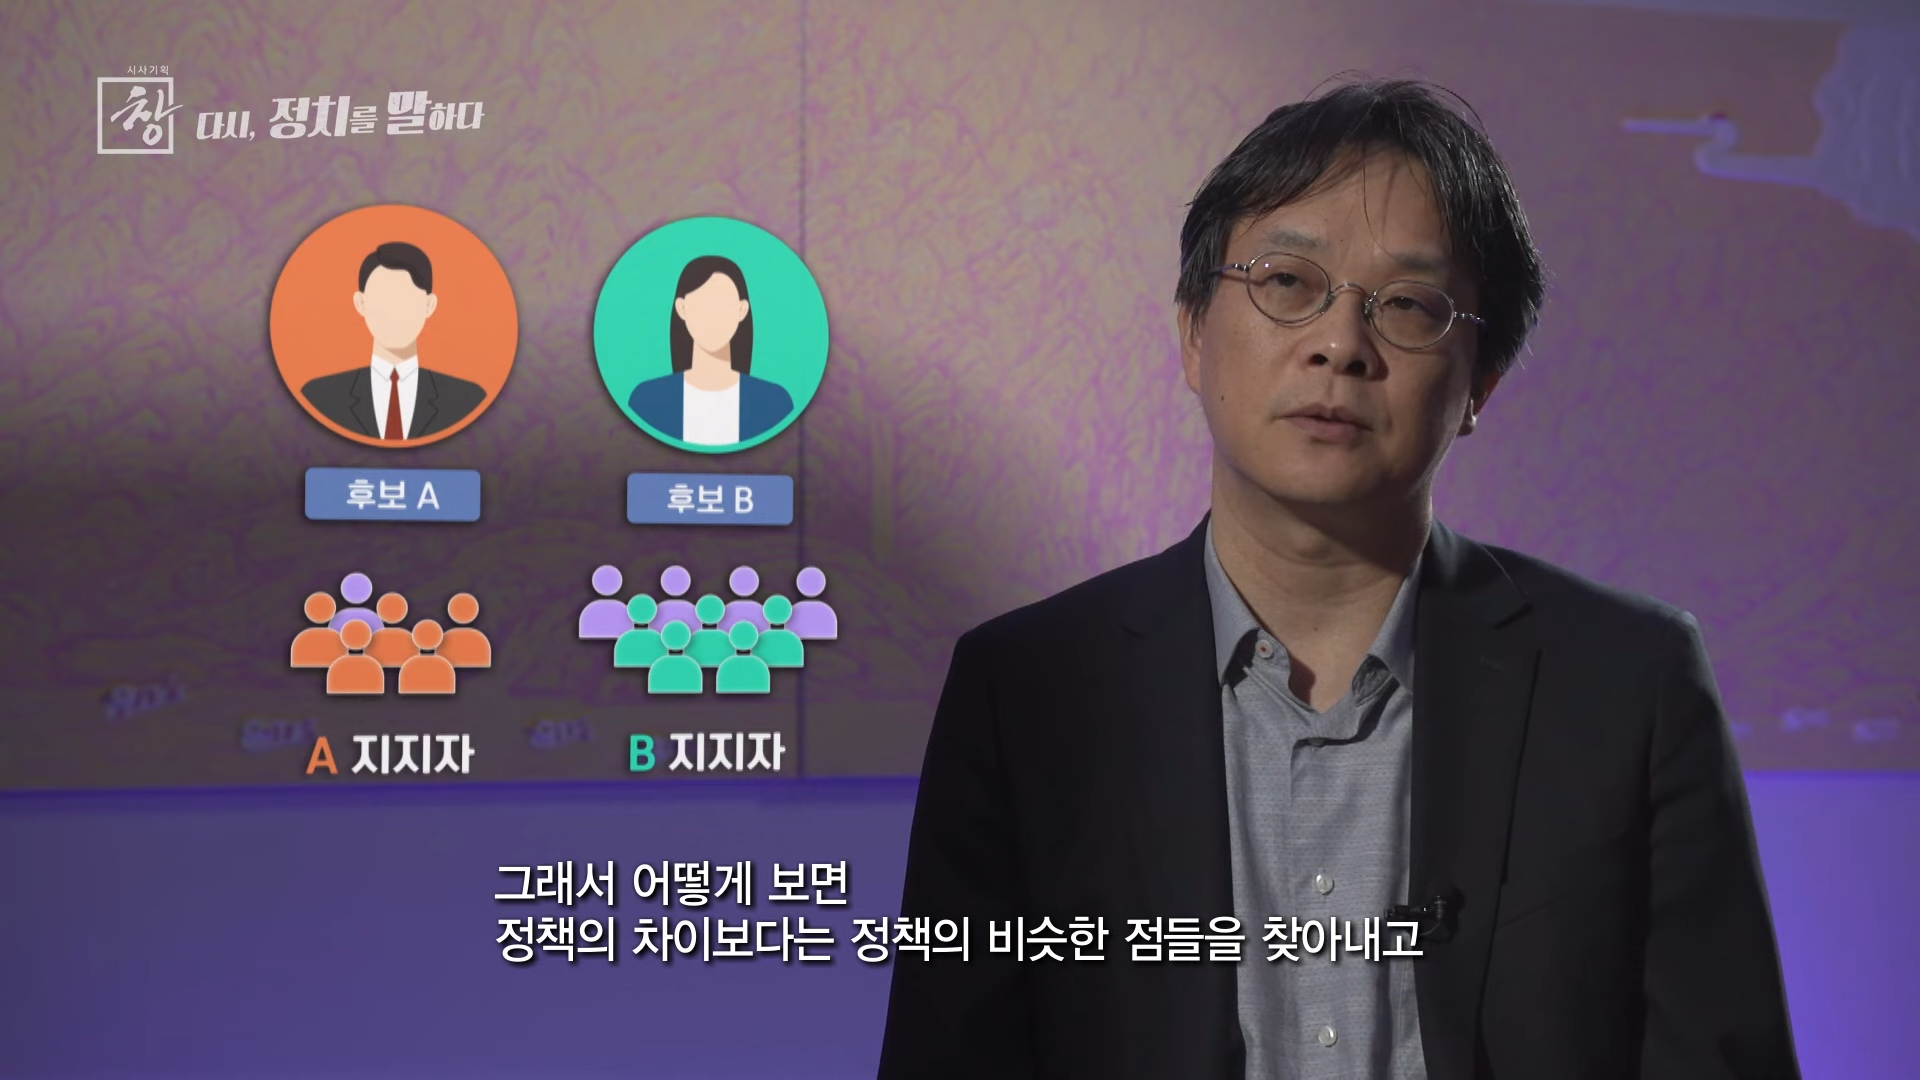 시사기획
창
다시, 정치를 말하다
후보 A
후보 B
A 지지자
B 지지자
그래서 어떻게 보면
정책의 차이보다는 정책의 비슷한 점들을 찾아내고